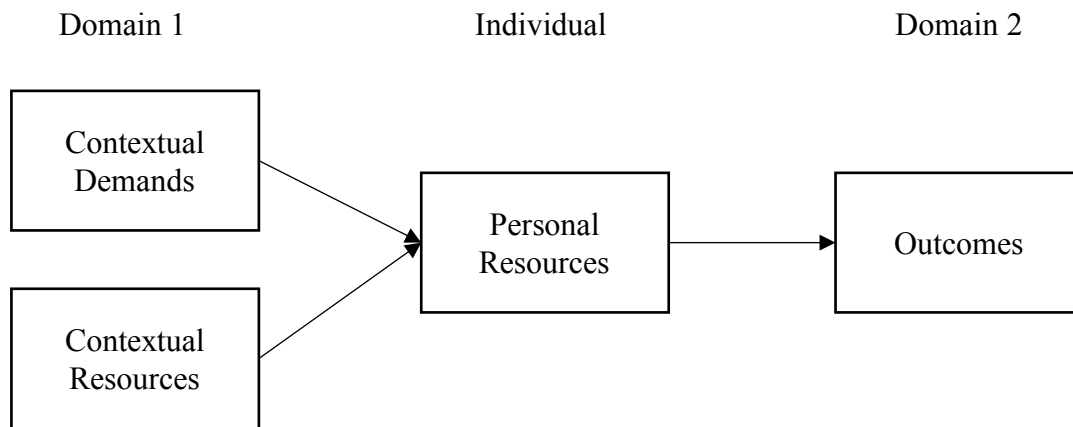 Domain 1
Individual
Domain 2
Contextual
Demands
Personal
Resources
Outcomes
Contextual
Resources